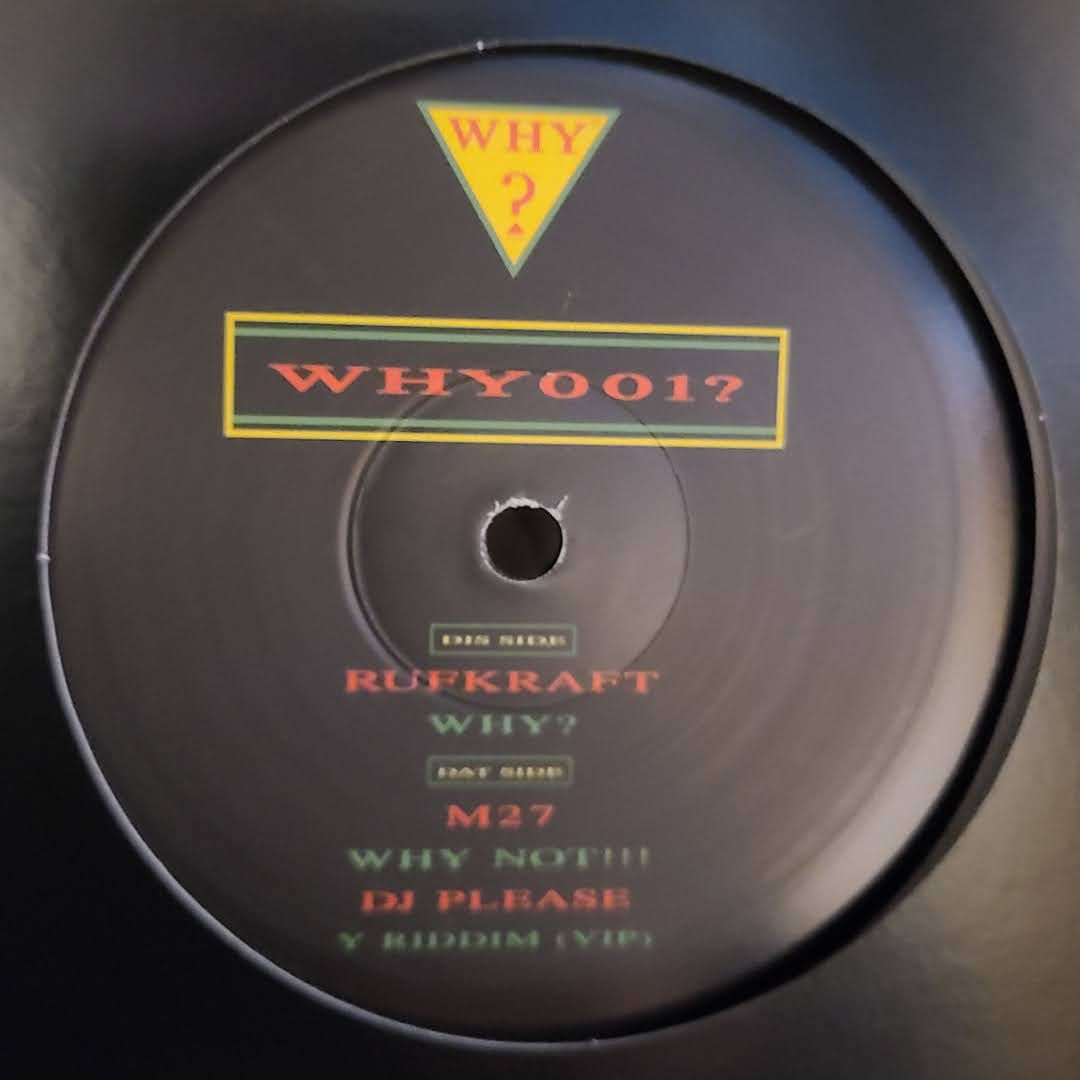 WHY
?
WHY001?
DIS SIDE
RUFKRAFT
WHY?
DAT SIDE
M27
WHY NOT!!!
DJ PLEASE
Y RIDDIM (VIP)